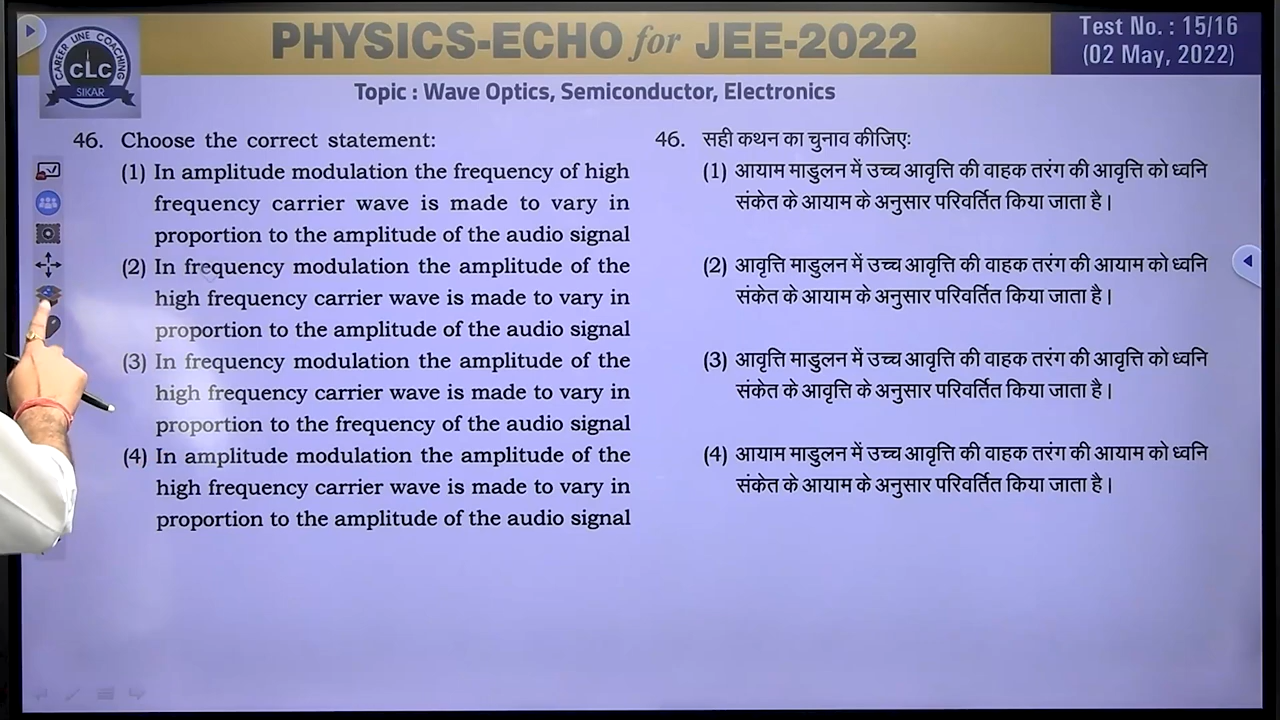 PHYSICS-ECHO for JEE-2022
Test No. : 15/16
(02 May, 2022)
CAREER LINE COACHING
CLC
SIKAR
Topic : Wave Optics, Semiconductor, Electronics
46. Choose the correct statement:
(1) In amplitude modulation the frequency of high
frequency carrier wave is made to vary in
proportion to the amplitude of the audio signal
(2) In frequency modulation the amplitude of the
high frequency carrier wave is made to vary in
proportion to the amplitude of the audio signal
(3) In frequency modulation the amplitude of the
high frequency carrier wave is made to vary in
proportion to the frequency of the audio signal
(4) In amplitude modulation the amplitude of the
high frequency carrier wave is made to vary in
proportion to the amplitude of the audio signal
46. सही कथन का चुनाव कीजिए:
(1) आयाम माडुलन में उच्च आवृत्ति की वाहक तरंग की आवृत्ति को ध्वनि
संकेत के आयाम के अनुसार परिवर्तित किया जाता है।
(2) आवृत्ति माडुलन में उच्च आवृत्ति की वाहक तरंग की आयाम को ध्वनि
संकेत के आयाम के अनुसार परिवर्तित किया जाता है।
(3) आवृत्ति माडुलन में उच्च आवृत्ति की वाहक तरंग की आवृत्ति को ध्वनि
संकेत के आवृत्ति के अनुसार परिवर्तित किया जाता है।
(4) आयाम माडुलन में उच्च आवृत्ति की वाहक तरंग की आयाम को ध्वनि
संकेत के आयाम के अनुसार परिवर्तित किया जाता है।